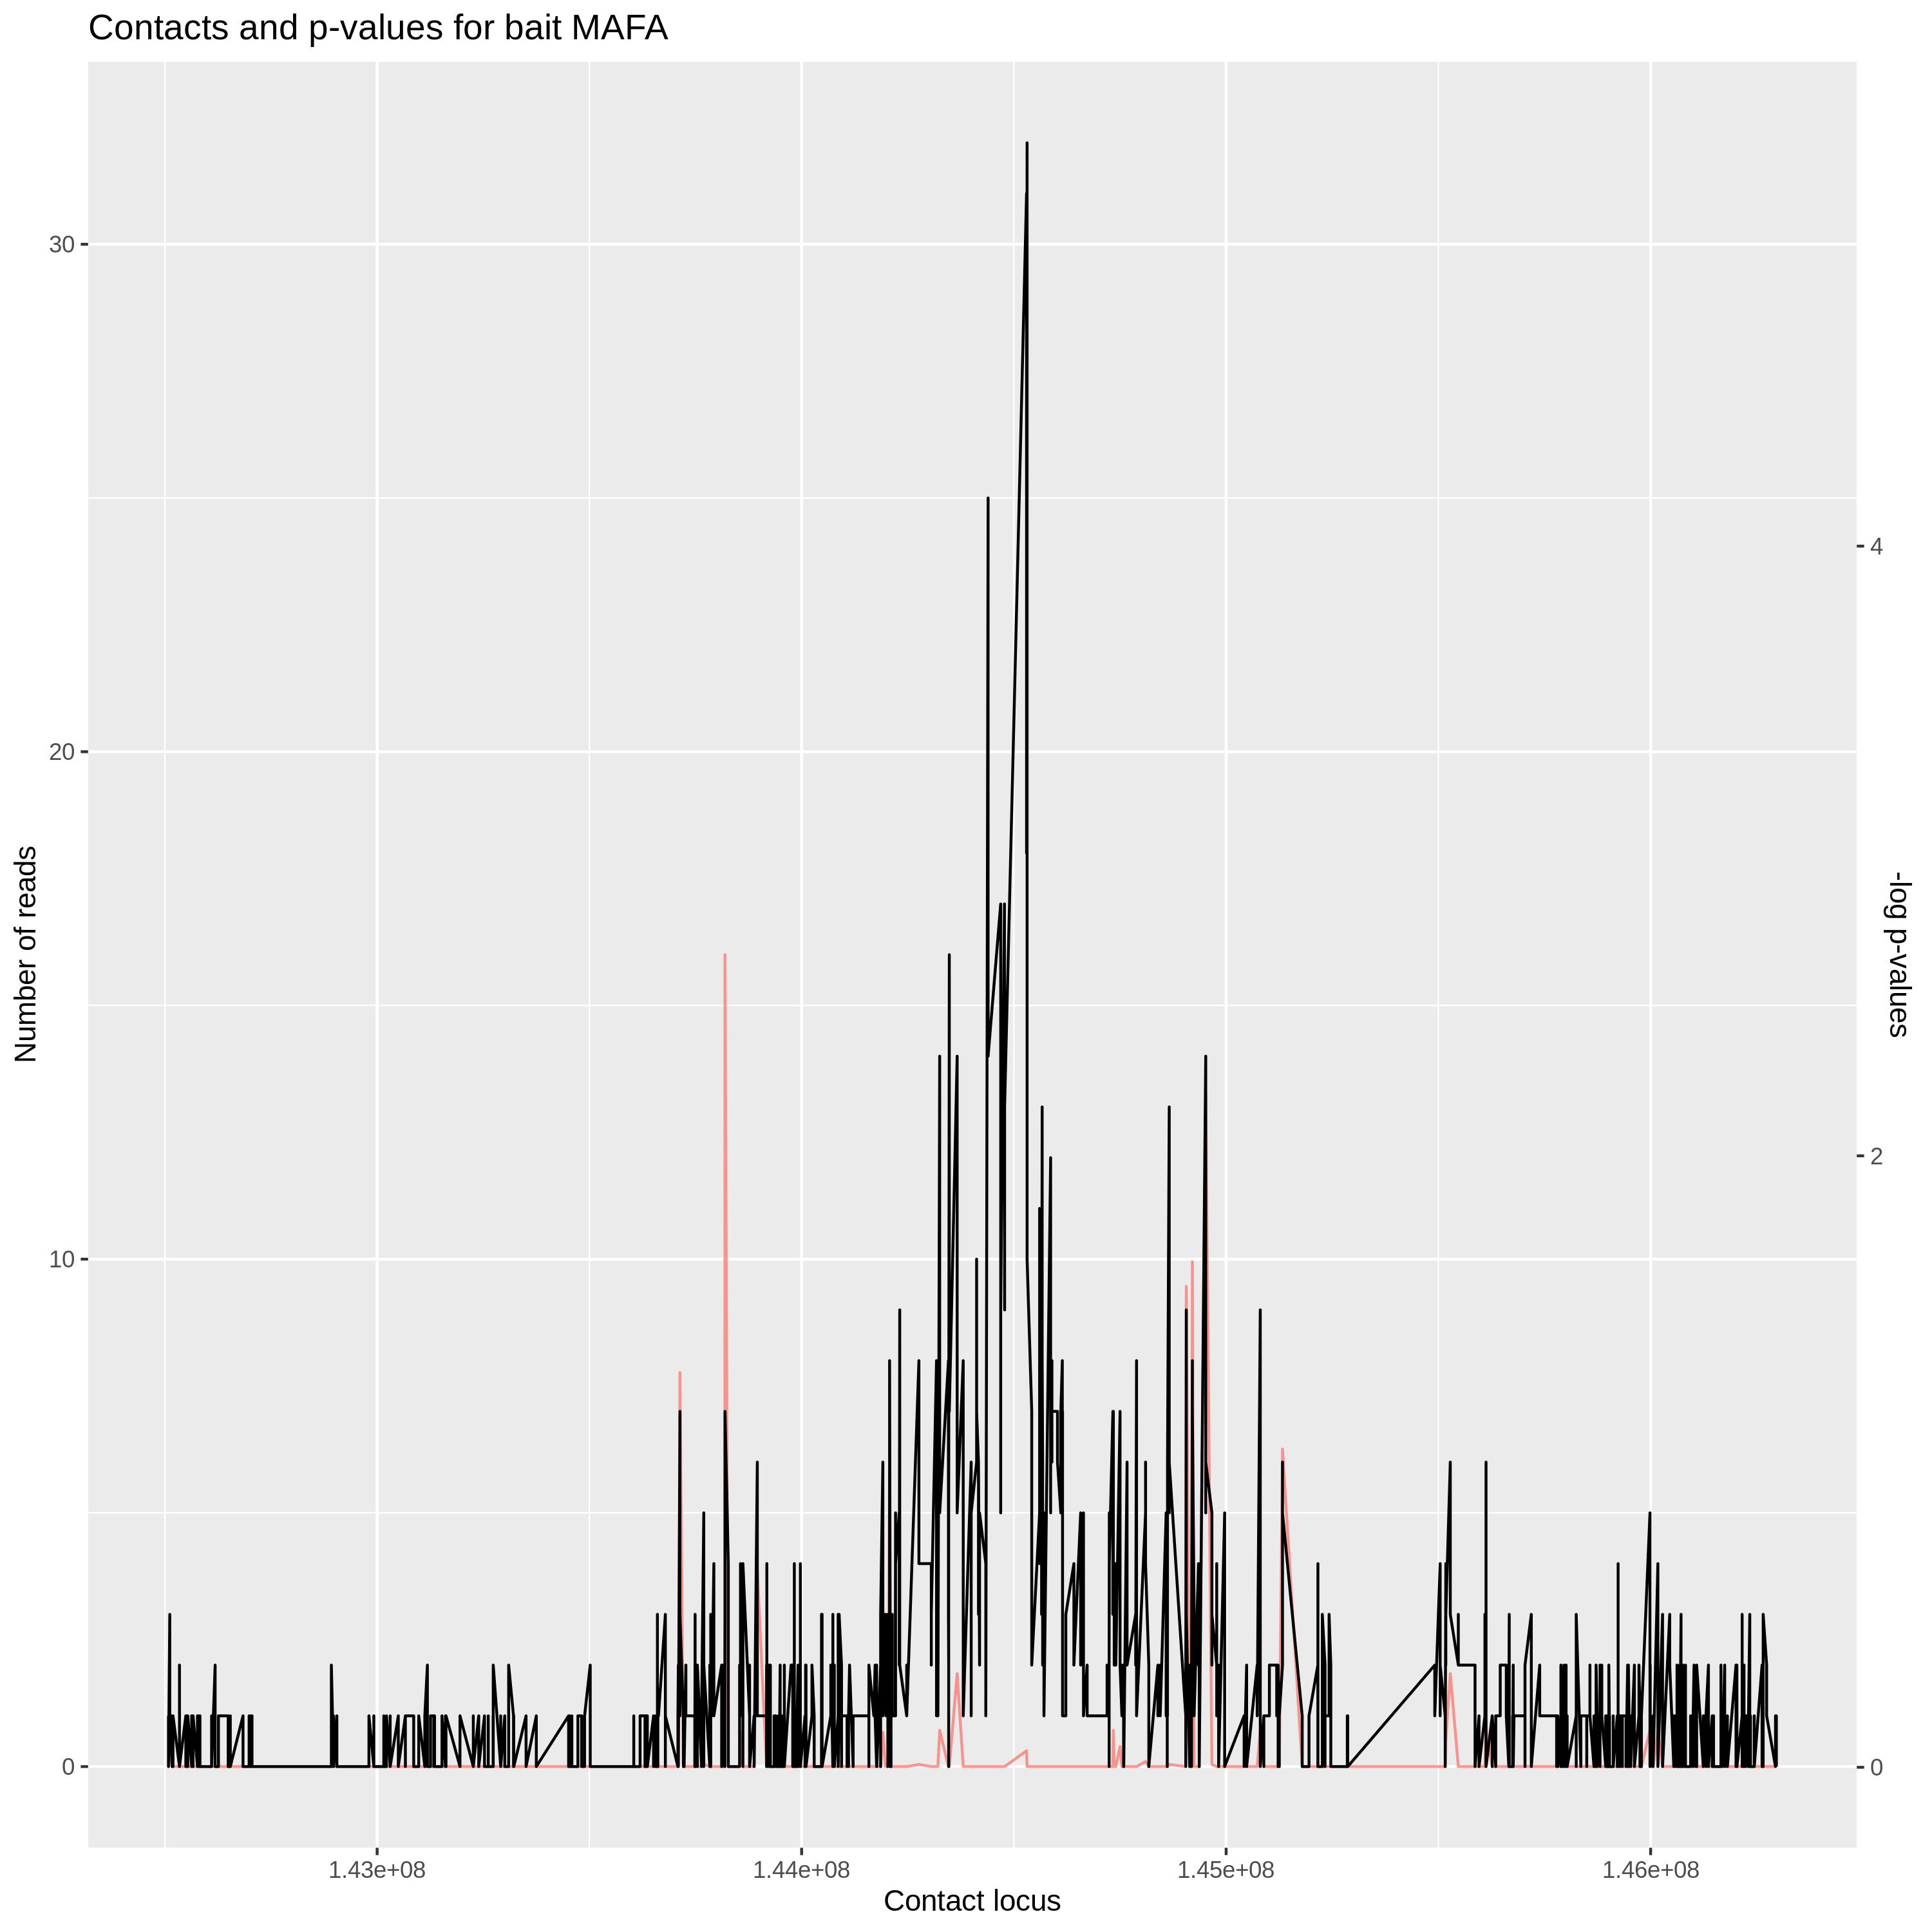 Contacts and p-values for bait MAFA
30
20
10
0
Number of reads
4
2
0
-log p-values
1.43e+08 1.44e+08 1.45e+08 1.46e+08
Contact locus